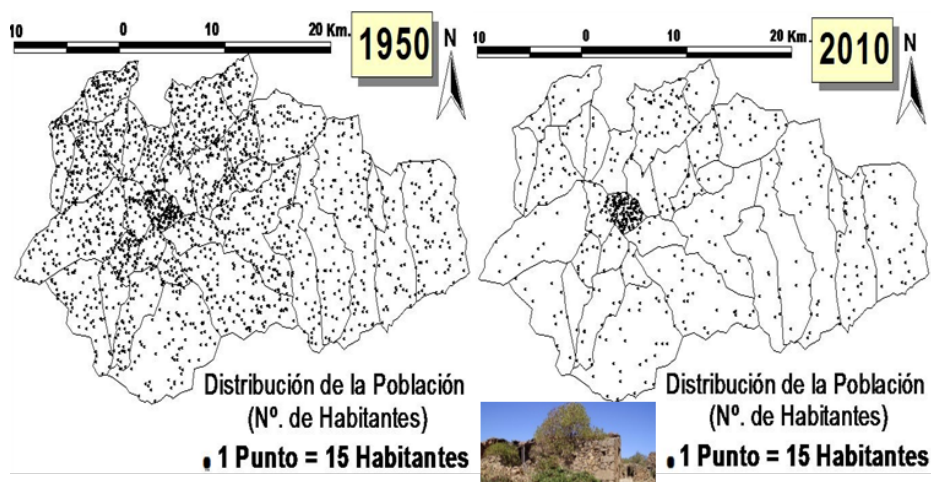 10 0 10 20 Km.
1950
N
Distribución de la Población
(Nº. de Habitantes)
1 Punto = 15 Habitantes
10 0 10 20 Km.
2010
N
Distribución de la Población
(Nº. de Habitantes)
1 Punto = 15 Habitantes